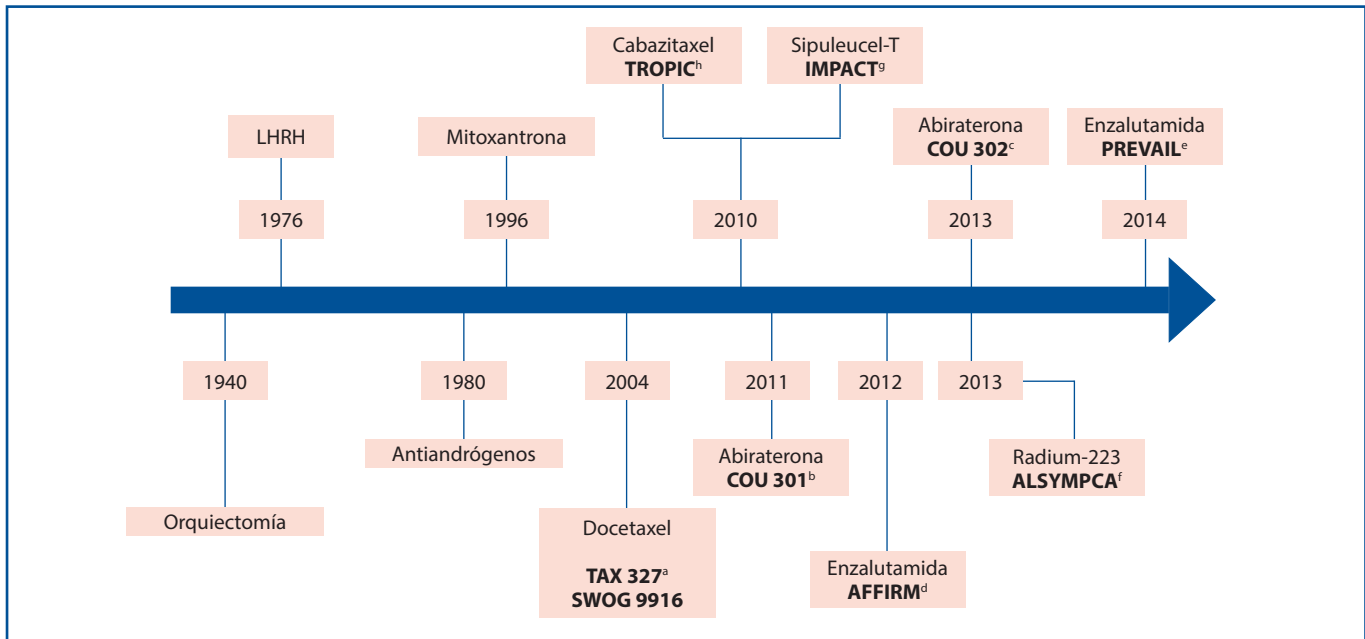 Cabazitaxel
TROPICh
Sipuleucel-T
IMPACTg
LHRH
Mitoxantrona
Abiraterona
COU 302c
Enzalutamida
PREVAILe
1976
1996
2010
2013
2014
1940
1980
2004
2011
2012
2013
Orquiectomía
Antiandrógenos
Docetaxel
TAX 327a
SWOG 9916
Abiraterona
COU 301b
Enzalutamida
AFFIRMd
Radium-223
ALSYMPCAf